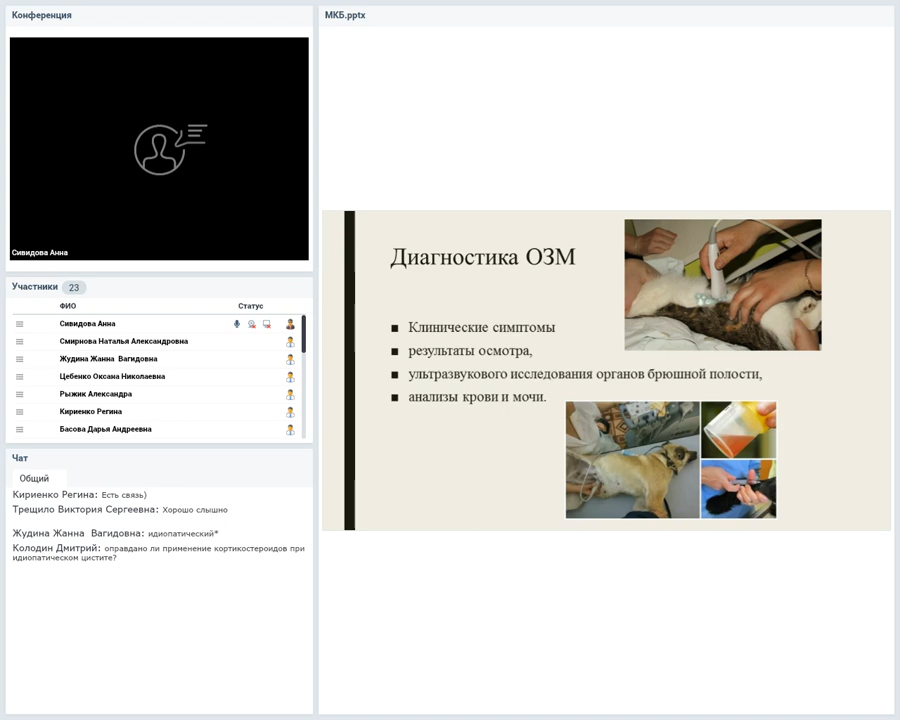 Конференция
Сивидова Анна
Участники 23
ФИО Статус
Сивидова Анна
Смирнова Наталья Александровна
Жудина Жанна Вагидовна
Цебенко Оксана Николаевна
Рыжик Александра
Кириенко Регина
Басова Дарья Андреевна
Чат
Общий
Кириенко Регина: Есть связь)
Трещило Виктория Сергеевна: Хорошо слышно
Жудина Жанна Вагидовна: идиопатический*
Колодин Дмитрий: оправдано ли применение кортикостероидов при
идиопатическом цистите?
МКБ.pptx
Диагностика ОЗМ
■ Клинические симптомы
■ результаты осмотра,
■ ультразвукового исследования органов брюшной полости,
■ анализы крови и мочи.